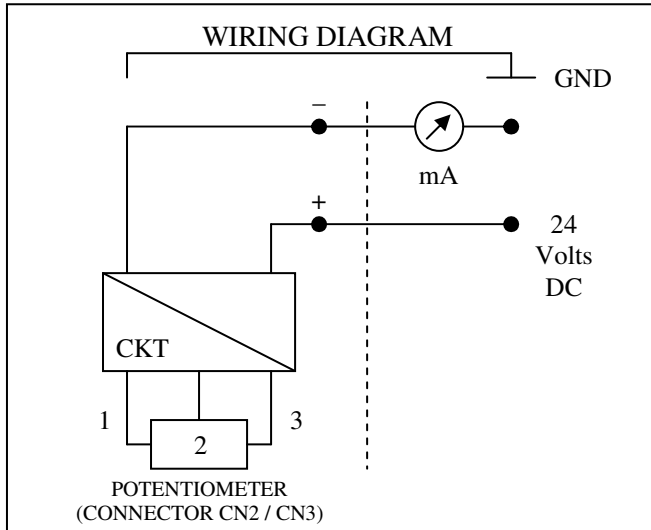 WIRING DIAGRAM
GND
–
mA
+
24
Volts
DC
CKT
1
2
3
POTENTIOMETER
(CONNECTOR CN2 / CN3)